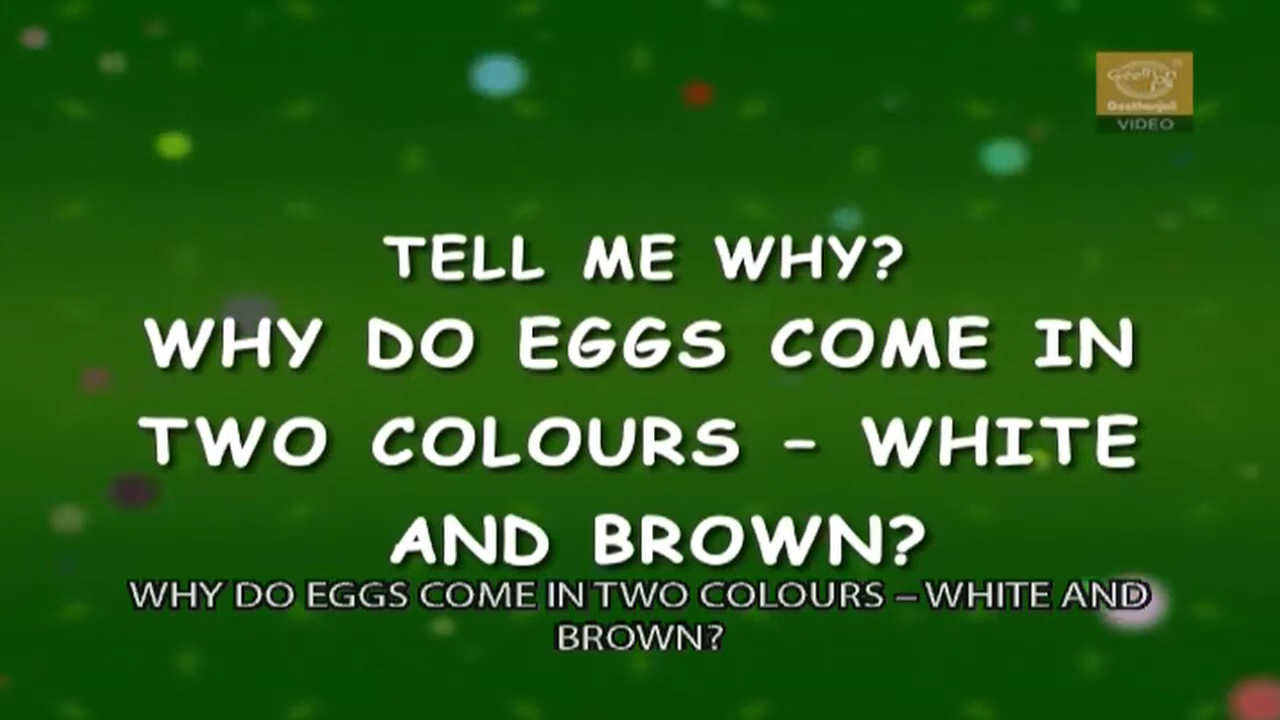 Geethanjali
VIDEO
TELL ME WHY?
WHY DO EGGS COME IN
TWO COLOURS – WHITE
AND BROWN?
WHY DO EGGS COME IN TWO COLOURS – WHITE AND
BROWN?